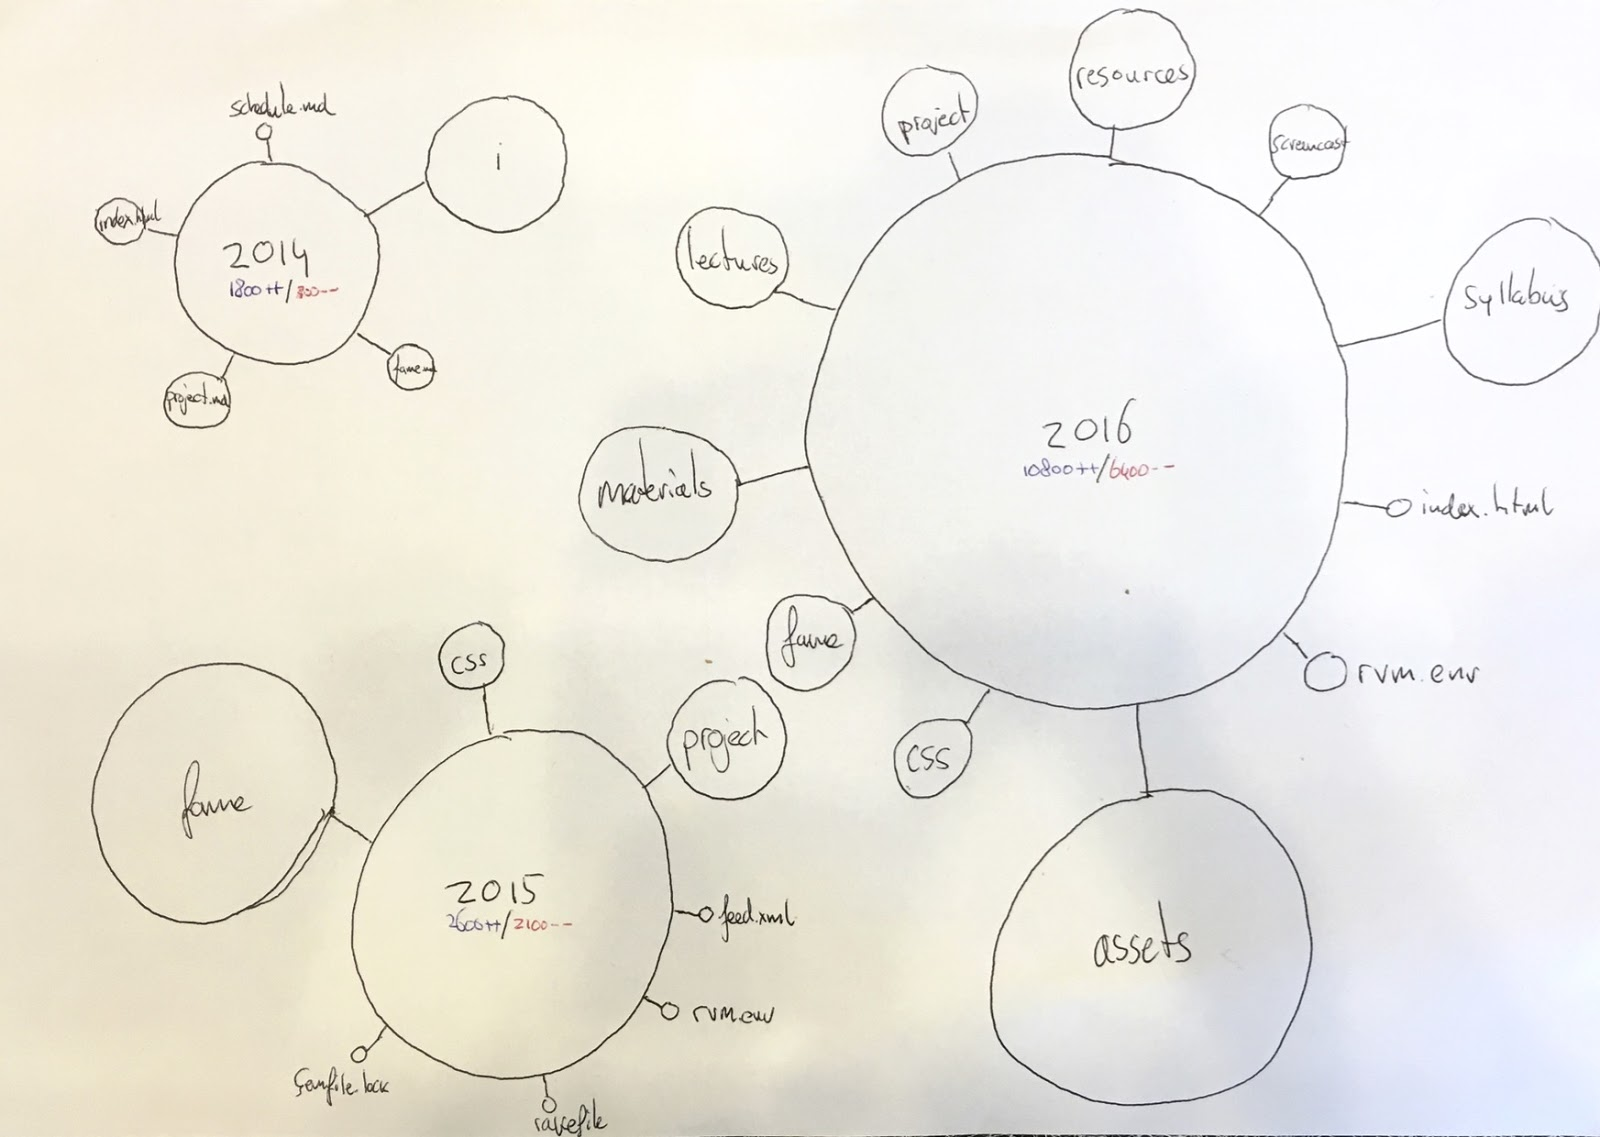 schedule.md
i
index.html
2014
1800++/800--
project.md
fame.md
project
resources
screencast
lectures
syllabus
2016
10800++/6400--
materials
index.html
fame
rvm.env
css
assets
css
project
fame
2015
2600++/2100--
feed.xml
rvm.env
Gemfile.lock
rakefile